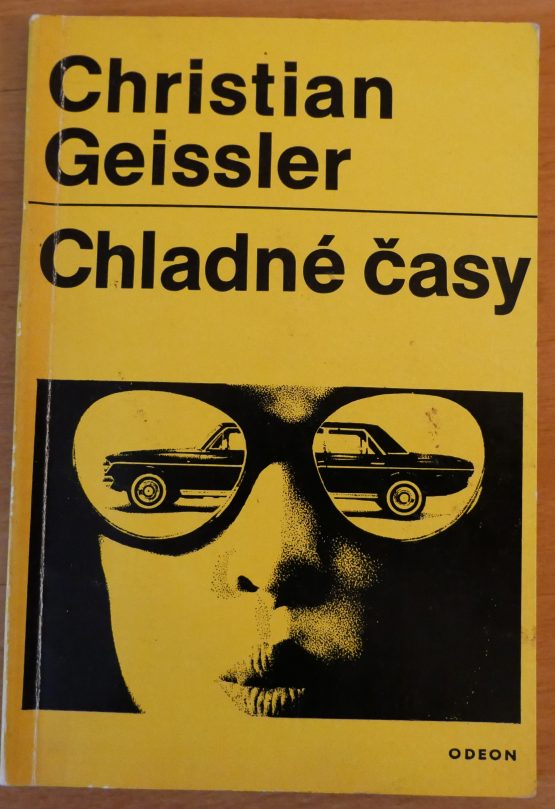 Christian
Geissler
Chladné časy
ODEON